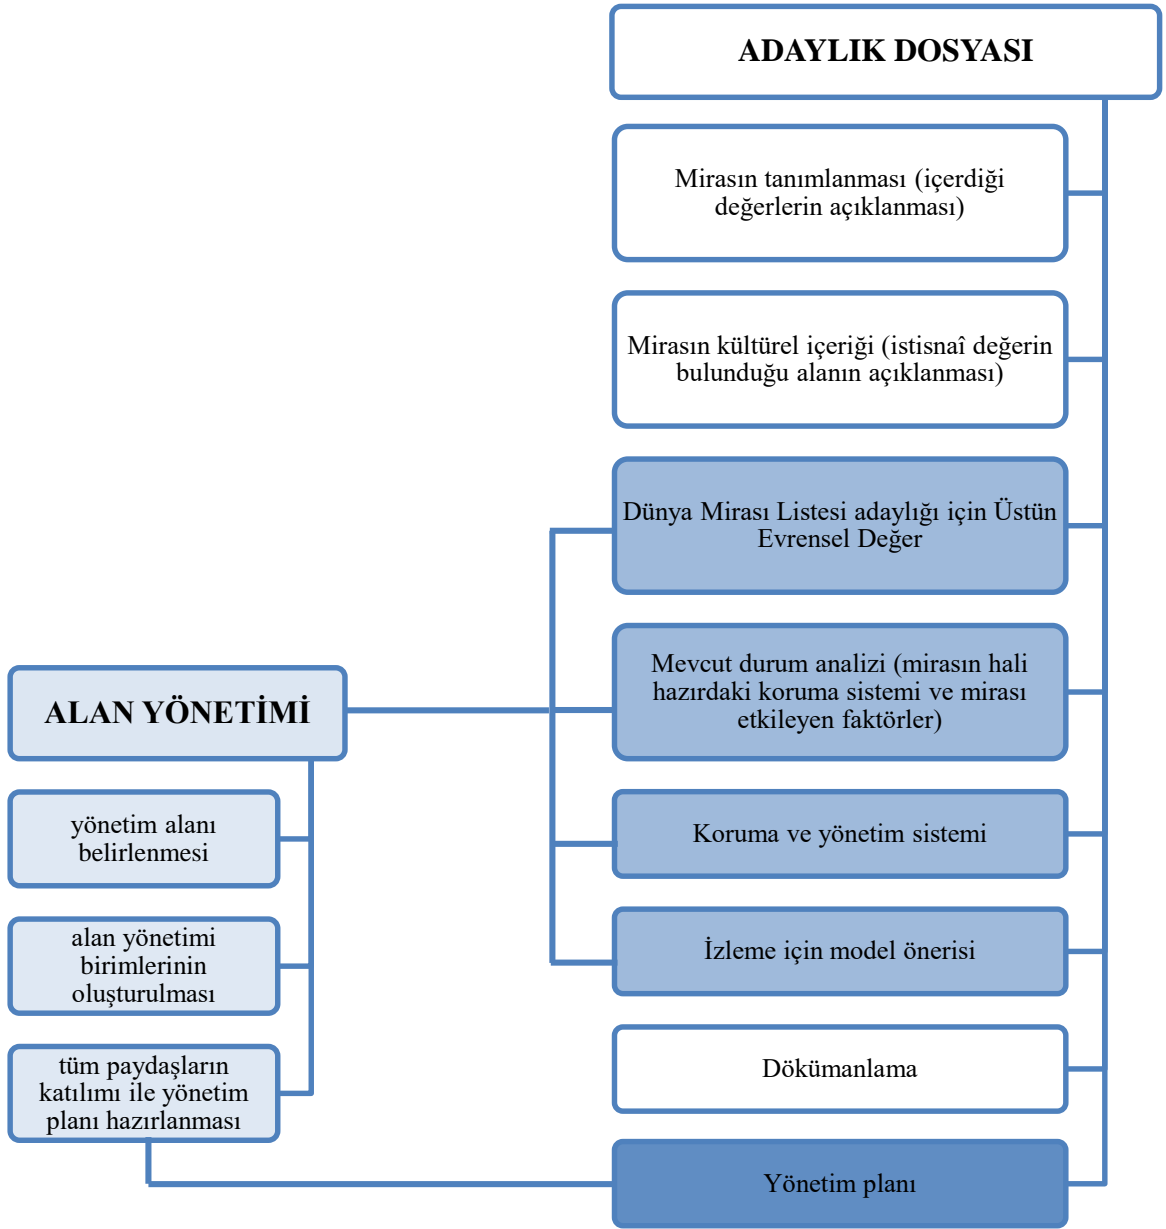 ADAYLIK DOSYASI
Mirasın tanımlanması (içerdiği
değerlerin açıklanması)
Mirasın kültürel içeriği (istisnaî değerin
bulunduğu alanın açıklanması)
Dünya Mirası Listesi adaylığı için Üstün
Evrensel Değer
Mevcut durum analizi (mirasın hali
hazırdaki koruma sistemi ve mirası
etkileyen faktörler)
Koruma ve yönetim sistemi
İzleme için model önerisi
Dökümanlama
Yönetim planı
ALAN YÖNETİMİ
yönetim alanı
belirlenmesi
alan yönetimi
birimlerinin
oluşturulması
tüm paydaşların
katılımı ile yönetim
planı hazırlanması